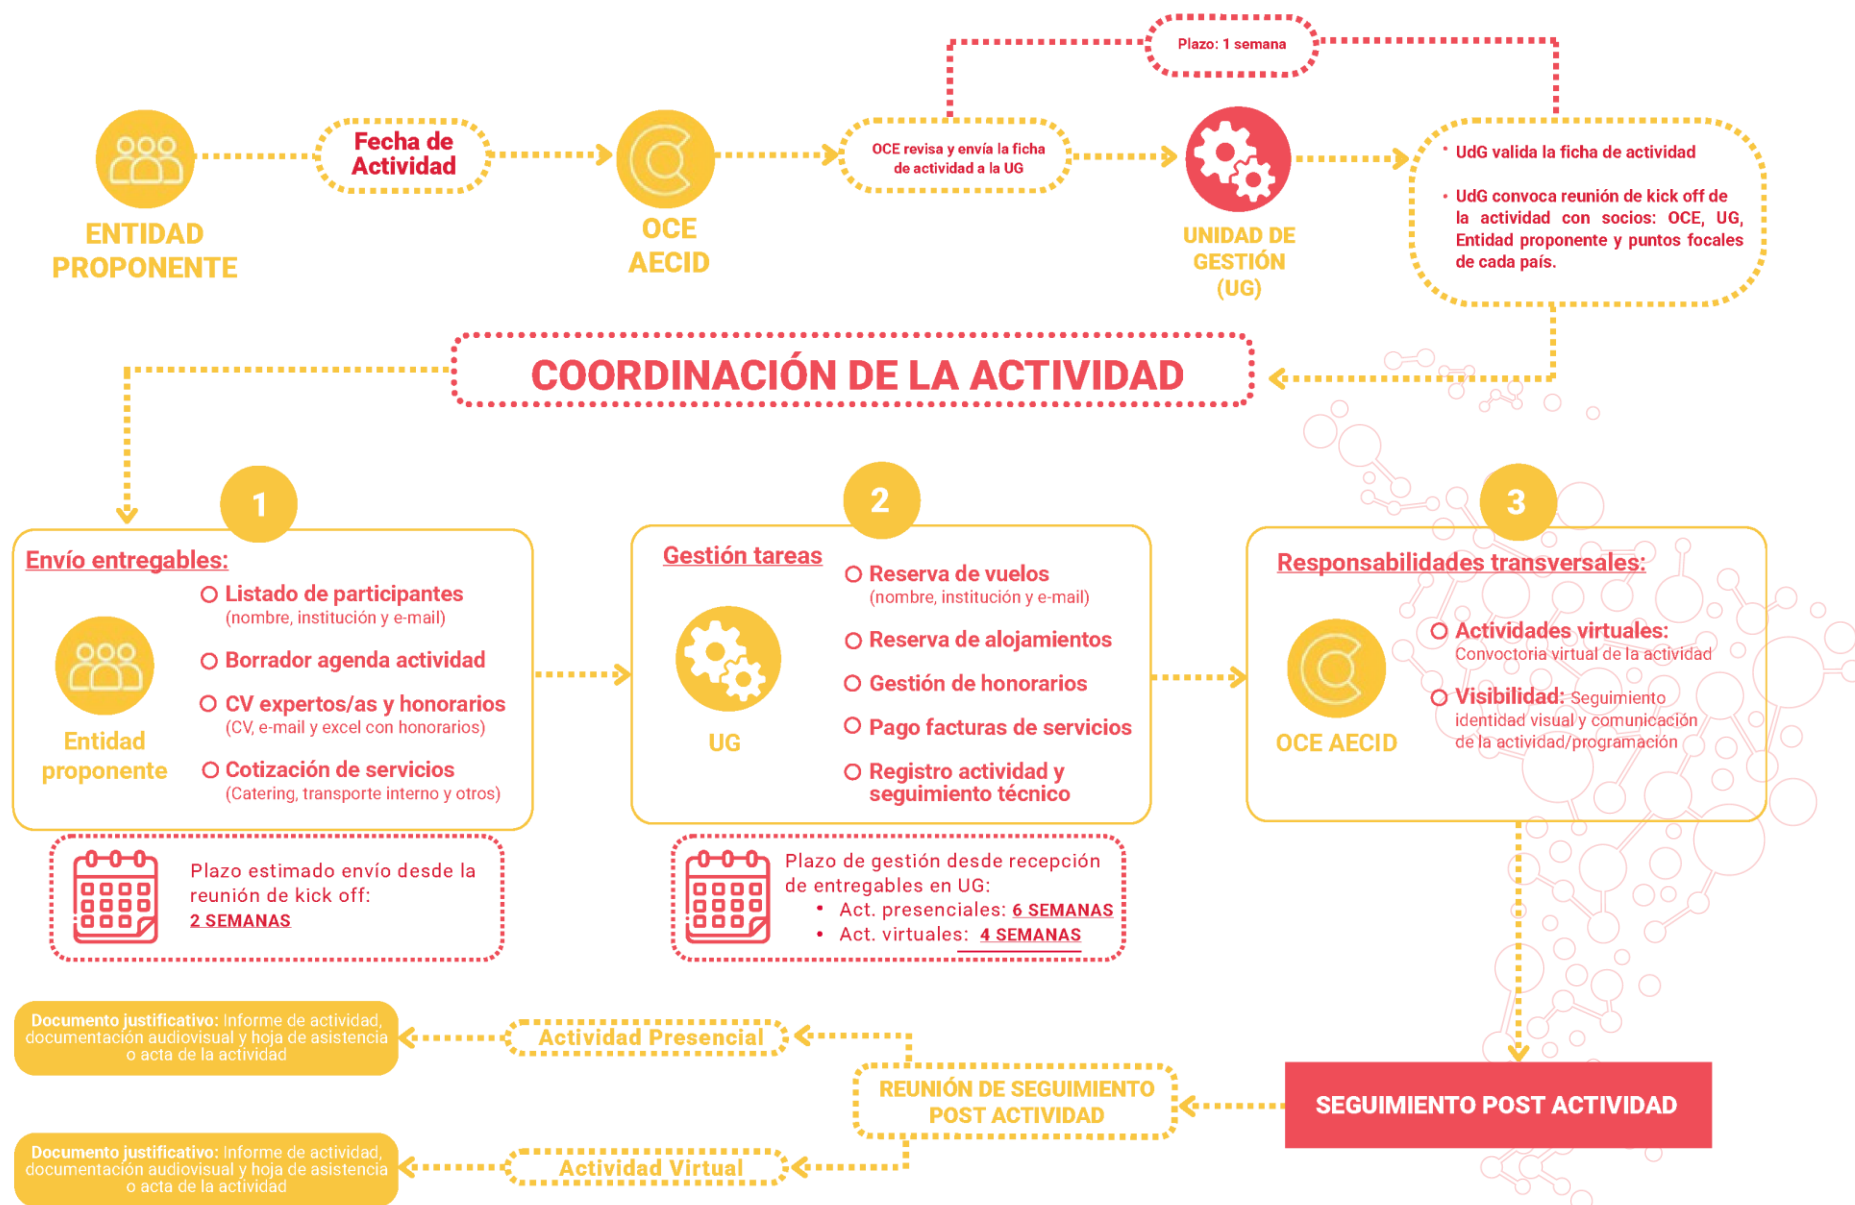 Plazo: 1 semana
Fecha de
Actividad
OCE revisa y envía la ficha
de actividad a la UG
ENTIDAD
PROPONENTE
OCE
AECID
UNIDAD DE
GESTIÓN
(UG)
• UdG valida la ficha de actividad
• UdG convoca reunión de kick off de
la actividad con socios: OCE, UG,
Entidad proponente y puntos focales
de cada país.
COORDINACIÓN DE LA ACTIVIDAD
1
Envío entregables:
Entidad
proponente
Listado de participantes
(nombre, institución y e-mail)
Borrador agenda actividad
CV expertos/as y honorarios
(CV, e-mail y excel con honorarios)
Cotización de servicios
(Catering, transporte interno y otros)
Plazo estimado envío desde la
reunión de kick off:
2 SEMANAS
2
Gestión tareas
UG
Reserva de vuelos
(nombre, institución y e-mail)
Reserva de alojamientos
Gestión de honorarios
Pago facturas de servicios
Registro actividad y
seguimiento técnico
Plazo de gestión desde recepción
de entregables en UG:
• Act. presenciales: 6 SEMANAS
• Act. virtuales: 4 SEMANAS
3
Responsabilidades transversales:
OCE AECID
Actividades virtuales:
Convoctoria virtual de la actividad
Visibilidad: Seguimiento
identidad visual y comunicación
de la actividad/programación
SEGUIMIENTO POST ACTIVIDAD
REUNIÓN DE SEGUIMIENTO
POST ACTIVIDAD
Actividad Presencial
Documento justificativo: Informe de actividad,
documentación audiovisual y hoja de asistencia
o acta de la actividad
Actividad Virtual
Documento justificativo: Informe de actividad,
documentación audiovisual y hoja de asistencia
o acta de la actividad